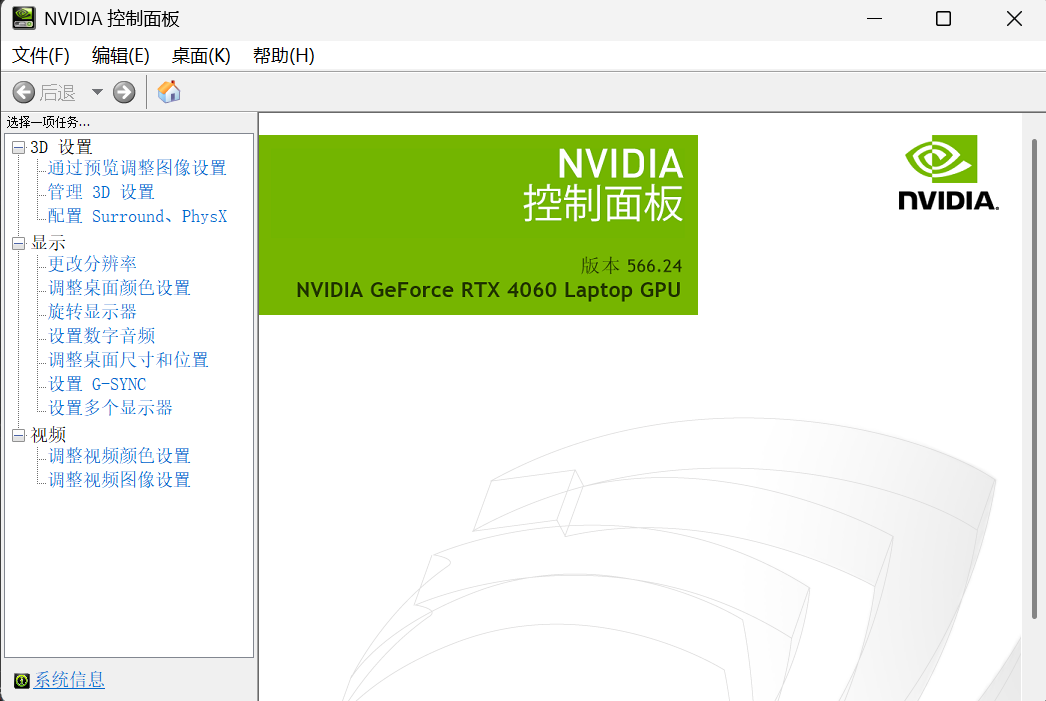 NVIDIA 控制面板
文件(F) 编辑(E) 桌面(K) 帮助(H)
后退
选择一项任务...
3D 设置
通过预览调整图像设置
管理 3D 设置
配置 Surround、PhysX
显示
更改分辨率
调整桌面颜色设置
旋转显示器
设置数字音频
调整桌面尺寸和位置
设置 G-SYNC
设置多个显示器
视频
调整视频颜色设置
调整视频图像设置
系统信息
NVIDIA
控制面板
版本 566.24
NVIDIA GeForce RTX 4060 Laptop GPU
NVIDIA.